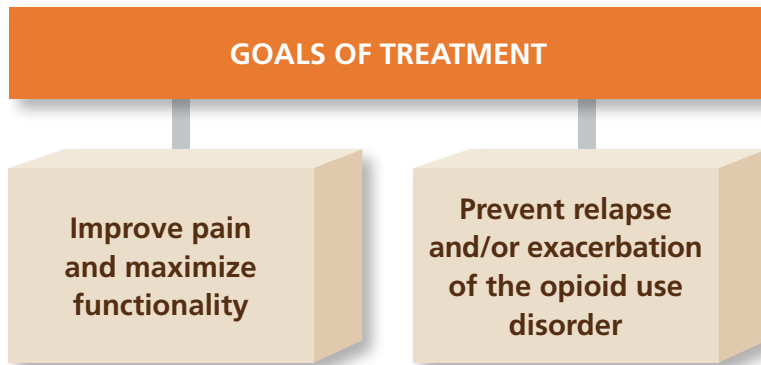 GOALS OF TREATMENT
Improve pain
and maximize
functionality
Prevent relapse
and/or exacerbation
of the opioid use
disorder